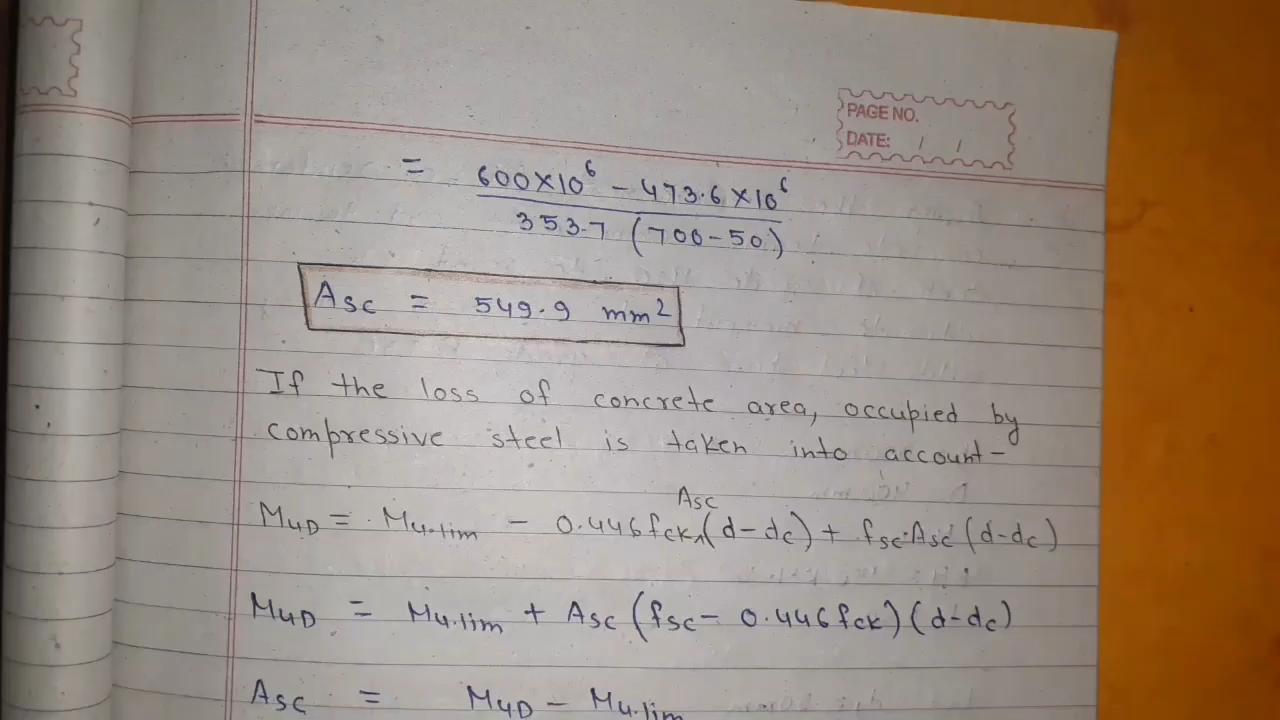 PAGE NO.
DATE: / /
= 600×10⁶ - 473.6×10⁶
353.7 (700-50)
Asc = 549.9 mm²
If the loss of concrete area, occupied by
compressive steel is taken into account-
Asc
MuD = Mu.lim - 0.446fck^(d-dc) + fsc.Asc(d-dc)
MuD = Mu.lim + Asc (fsc - 0.446fck)(d-dc)
Asc = MuD - Mu.lim